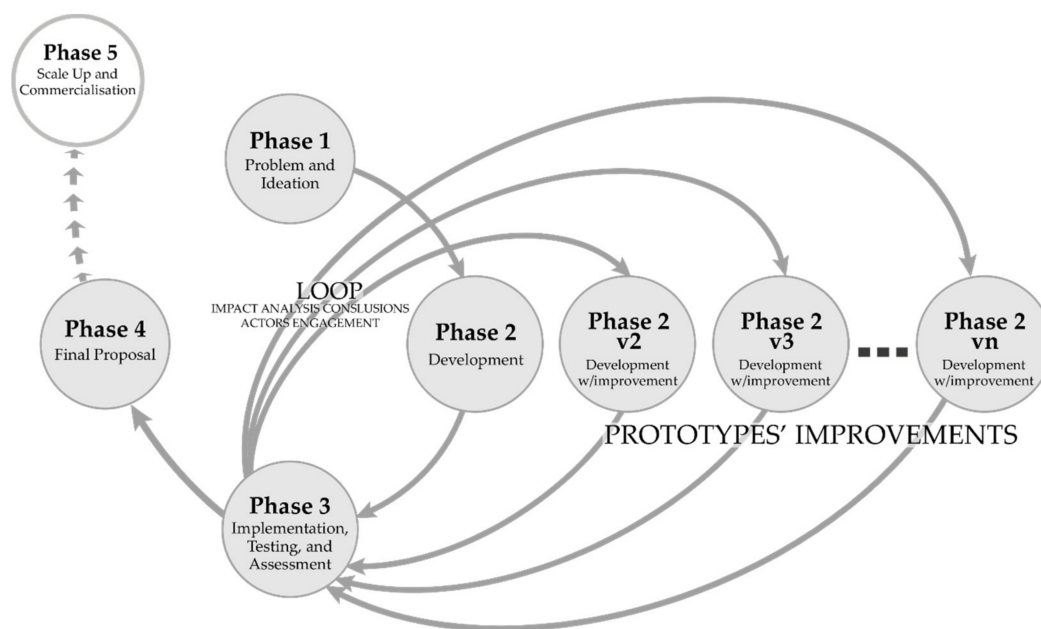 Phase 5
Scale Up and
Commercialisation
Phase 1
Problem and
Ideation
LOOP
IMPACT ANALYSIS CONSLUSIONS
ACTORS ENGAGEMENT
Phase 4
Final Proposal
Phase 2
Development
Phase 2
v2
Development
w/improvement
Phase 2
v3
Development
w/improvement
Phase 2
vn
Development
w/improvement
PROTOTYPES' IMPROVEMENTS
Phase 3
Implementation,
Testing, and
Assessment